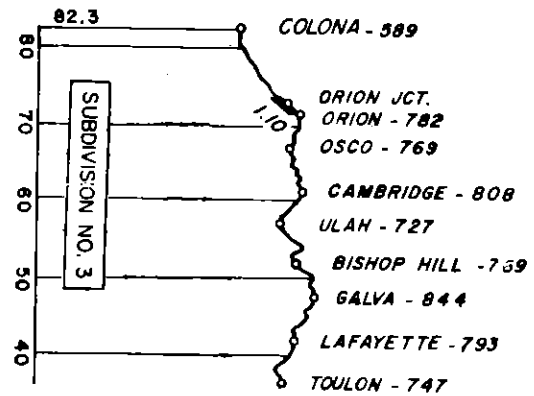 82.3
COLONA - 589
80
ORION JCT.
1.10
ORION - 782
70
OSCO - 769
SUBDIVISION NO. 3
CAMBRIDGE - 808
60
ULAH - 727
BISHOP HILL - 769
50
GALVA - 844
LAFAYETTE - 793
40
TOULON - 747